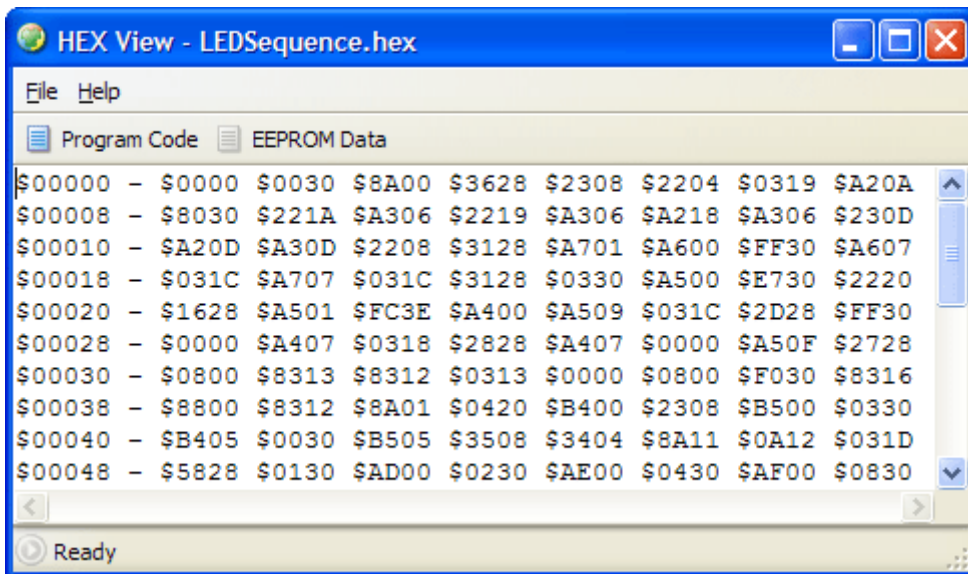 HEX View - LEDSequence.hex
File Help
Program Code EEPROM Data
$00000 - $0000 $0030 $8A00 $3628 $2308 $2204 $0319 $A20A
$00008 - $8030 $221A $A306 $2219 $A306 $A218 $A306 $230D
$00010 - $A20D $A30D $2208 $3128 $A701 $A600 $FF30 $A607
$00018 - $031C $A707 $031C $3128 $0330 $A500 $E730 $2220
$00020 - $1628 $A501 $FC3E $A400 $A509 $031C $2D28 $FF30
$00028 - $0000 $A407 $0318 $2828 $A407 $0000 $A50F $2728
$00030 - $0800 $8313 $8312 $0313 $0000 $0800 $F030 $8316
$00038 - $8800 $8312 $8A01 $0420 $B400 $2308 $B500 $0330
$00040 - $B405 $0030 $B505 $3508 $3404 $8A11 $0A12 $031D
$00048 - $5828 $0130 $AD00 $0230 $AE00 $0430 $AF00 $0830
Ready